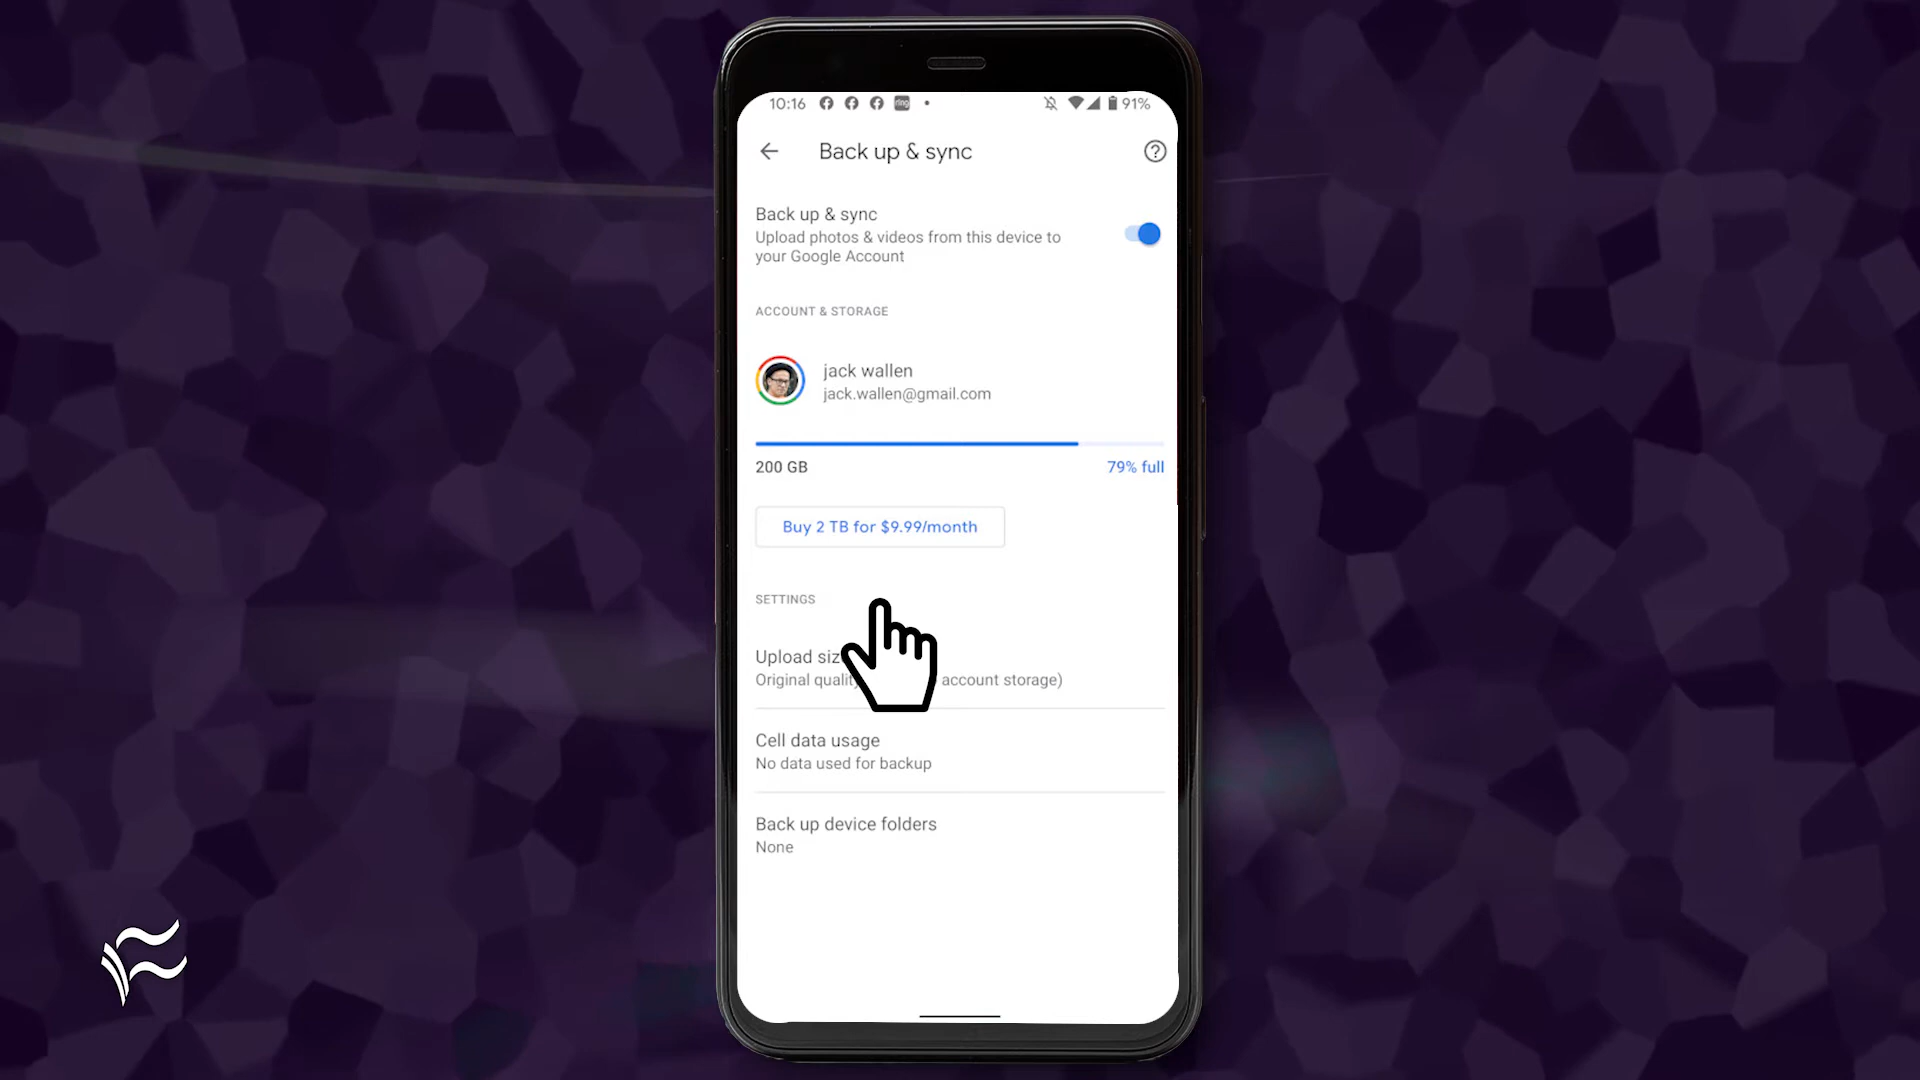 10:16
ring
91%
Back up & sync
Back up & sync
Upload photos & videos from this device to
your Google Account
ACCOUNT & STORAGE
jack wallen
jack.wallen@gmail.com
200 GB
79% full
Buy 2 TB for $9.99/month
SETTINGS
Upload
Original account storage)
Cell data usage
No data used for backup
Back up device folders
None